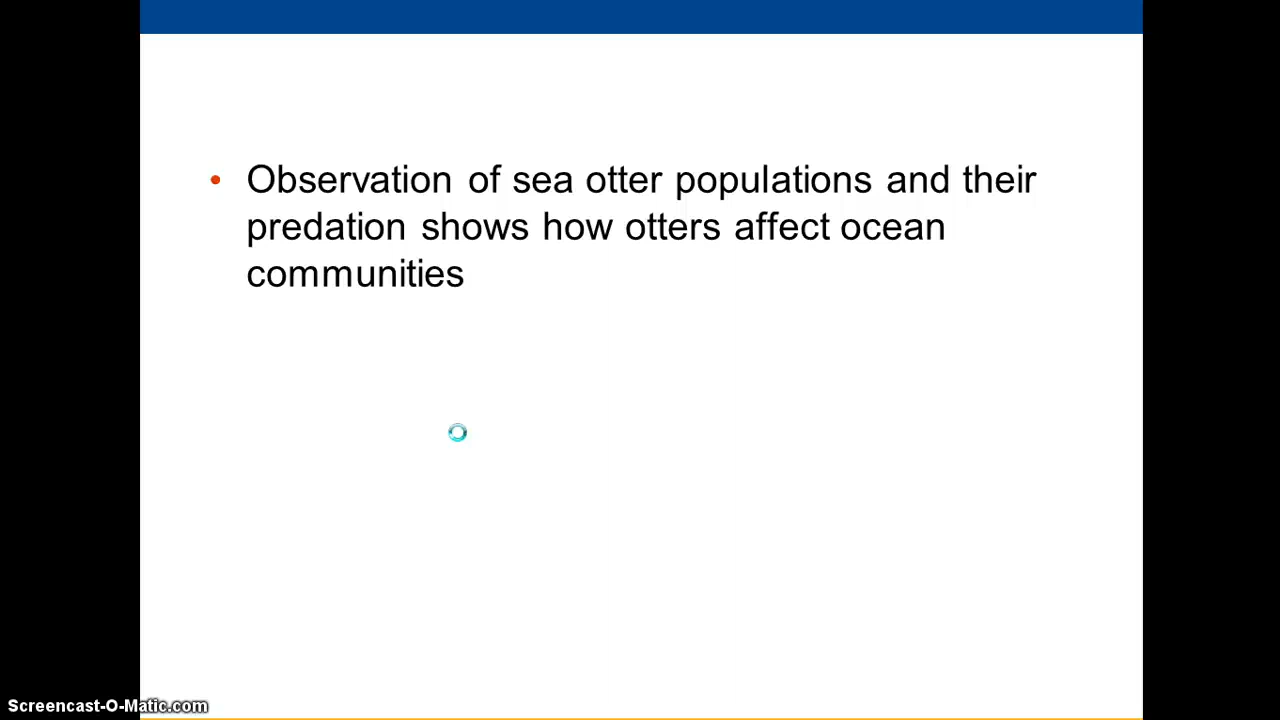 • Observation of sea otter populations and their
predation shows how otters affect ocean
communities
Screencast-O-Matic.com